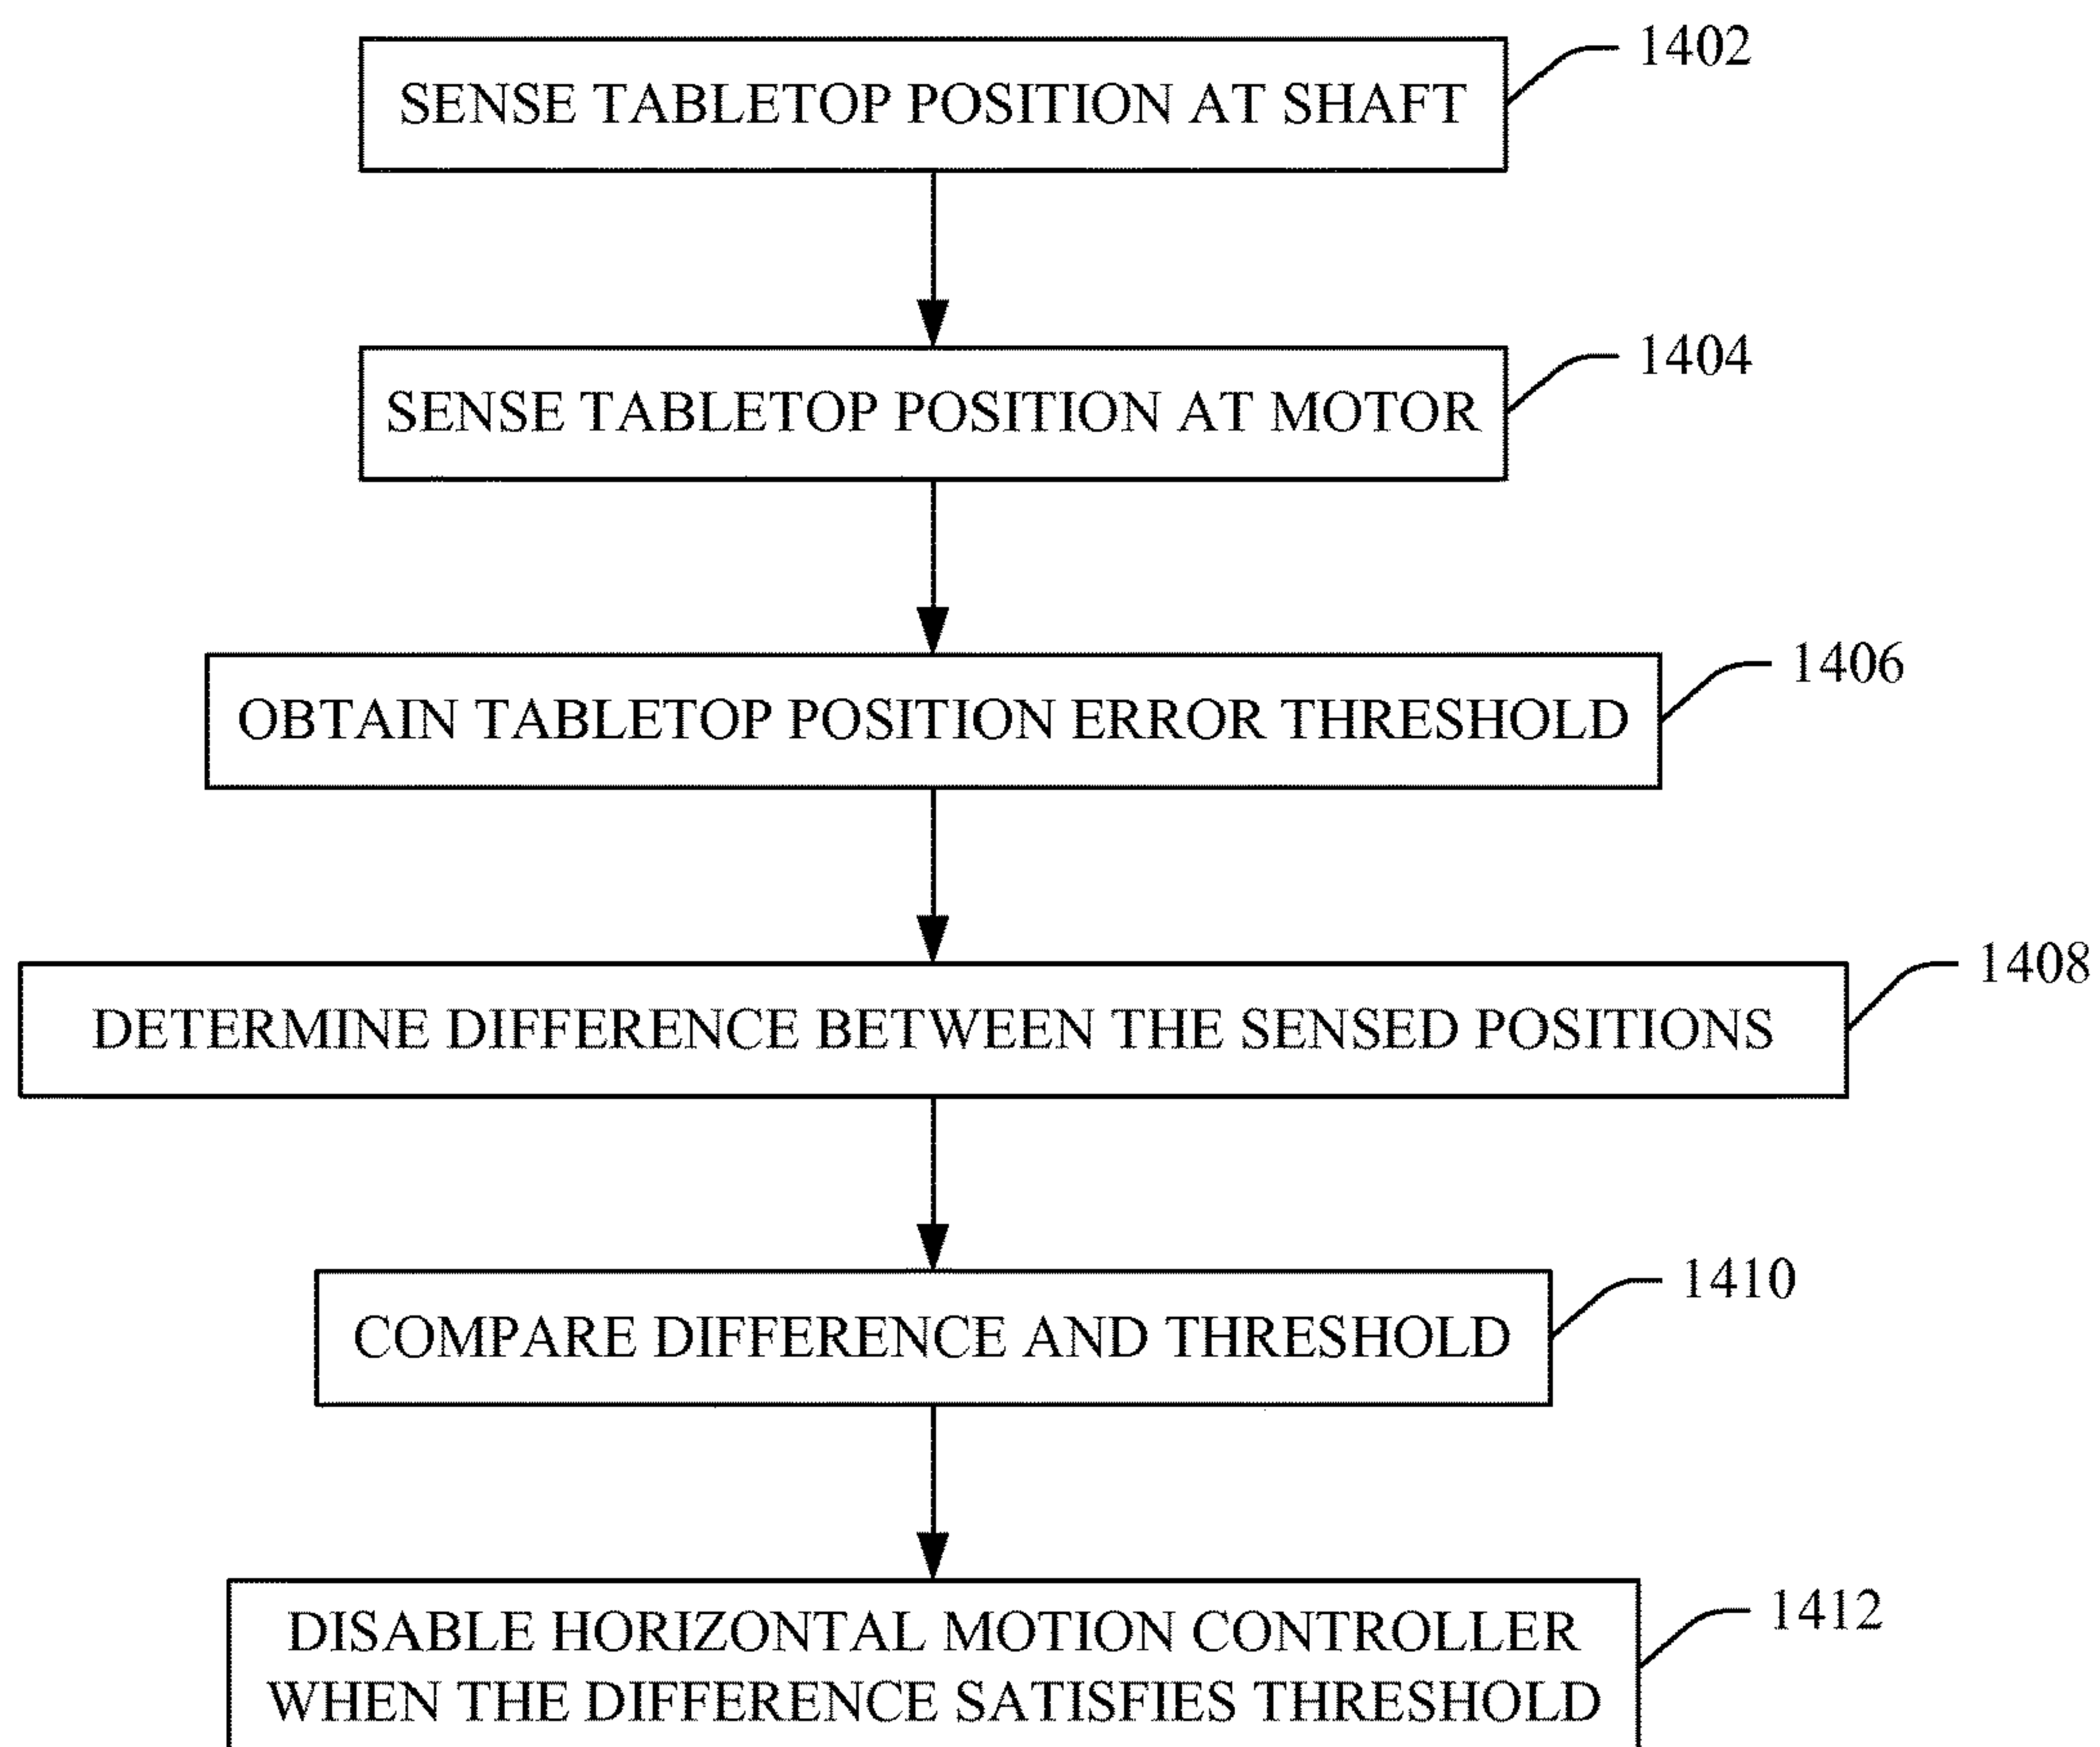 SENSE TABLETOP POSITION AT SHAFT
1402
SENSE TABLETOP POSITION AT MOTOR
1404
OBTAIN TABLETOP POSITION ERROR THRESHOLD
1406
DETERMINE DIFFERENCE BETWEEN THE SENSED POSITIONS
1408
COMPARE DIFFERENCE AND THRESHOLD
1410
DISABLE HORIZONTAL MOTION CONTROLLER
WHEN THE DIFFERENCE SATISFIES THRESHOLD
1412